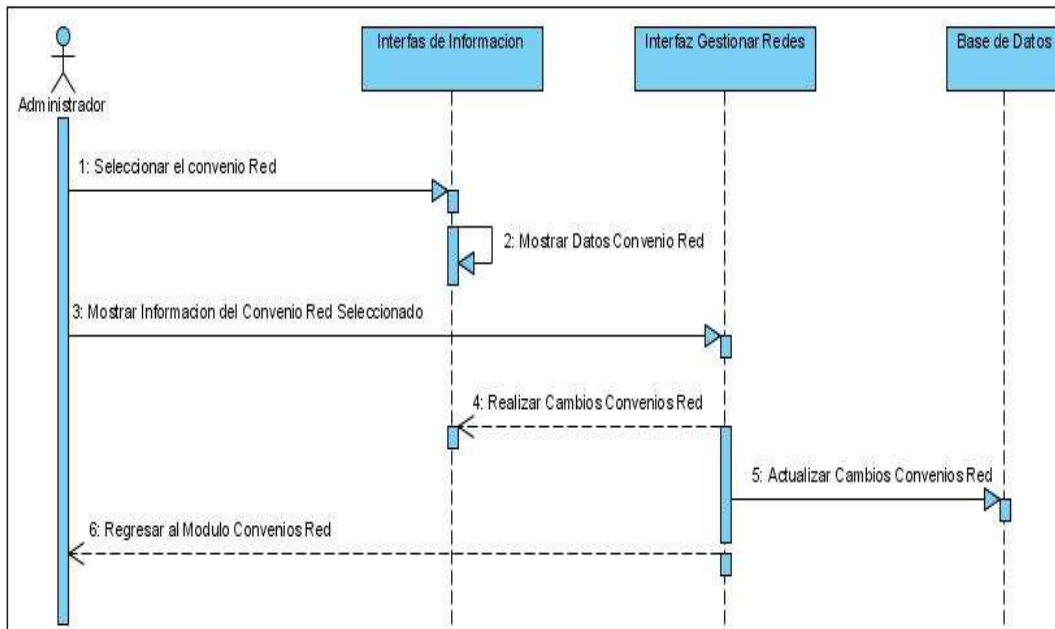 Interfas de Informacion
Interfaz Gestionar Redes
Base de Datos
Administrador
1: Seleccionar el convenio Red
2: Mostrar Datos Convenio Red
3: Mostrar Informacion del Convenio Red Seleccionado
4: Realizar Cambios Convenios Red
5: Actualizar Cambios Convenios Red
6: Regresar al Modulo Convenios Red